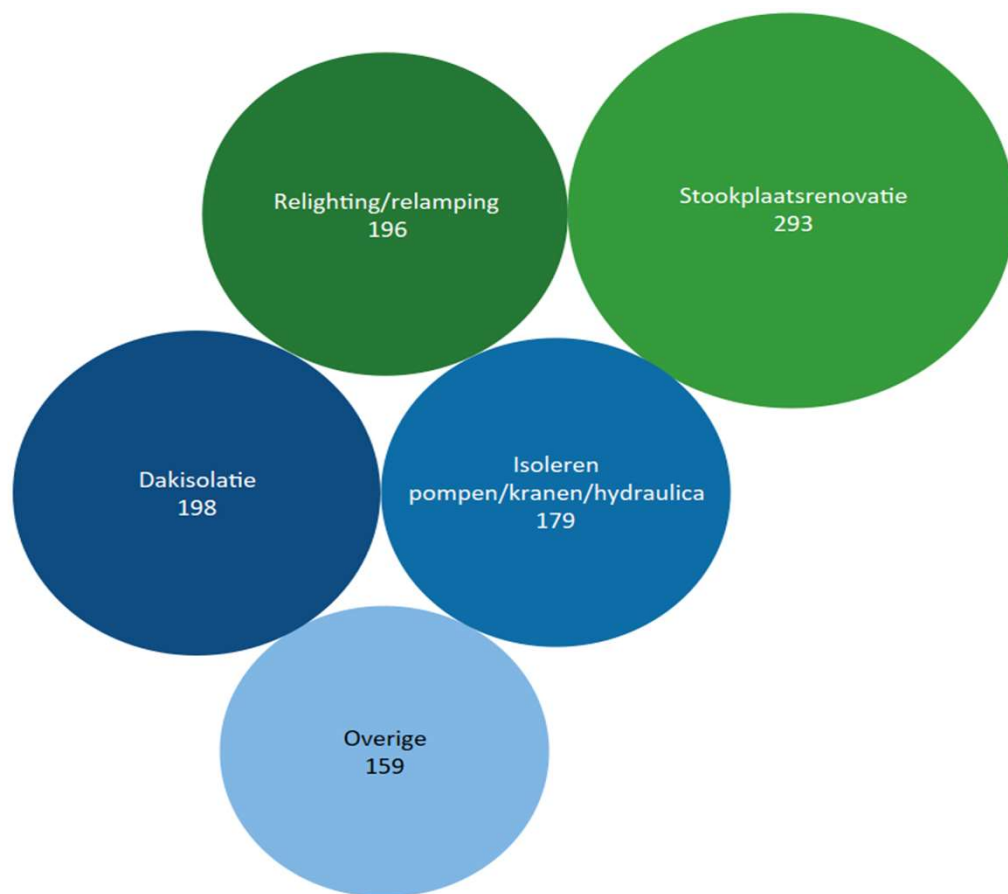 Relighting/relamping
196
Stookplaatsrenovatie
293
Dakisolatie
198
Isoleren
pompen/kranen/hydraulica
179
Overige
159